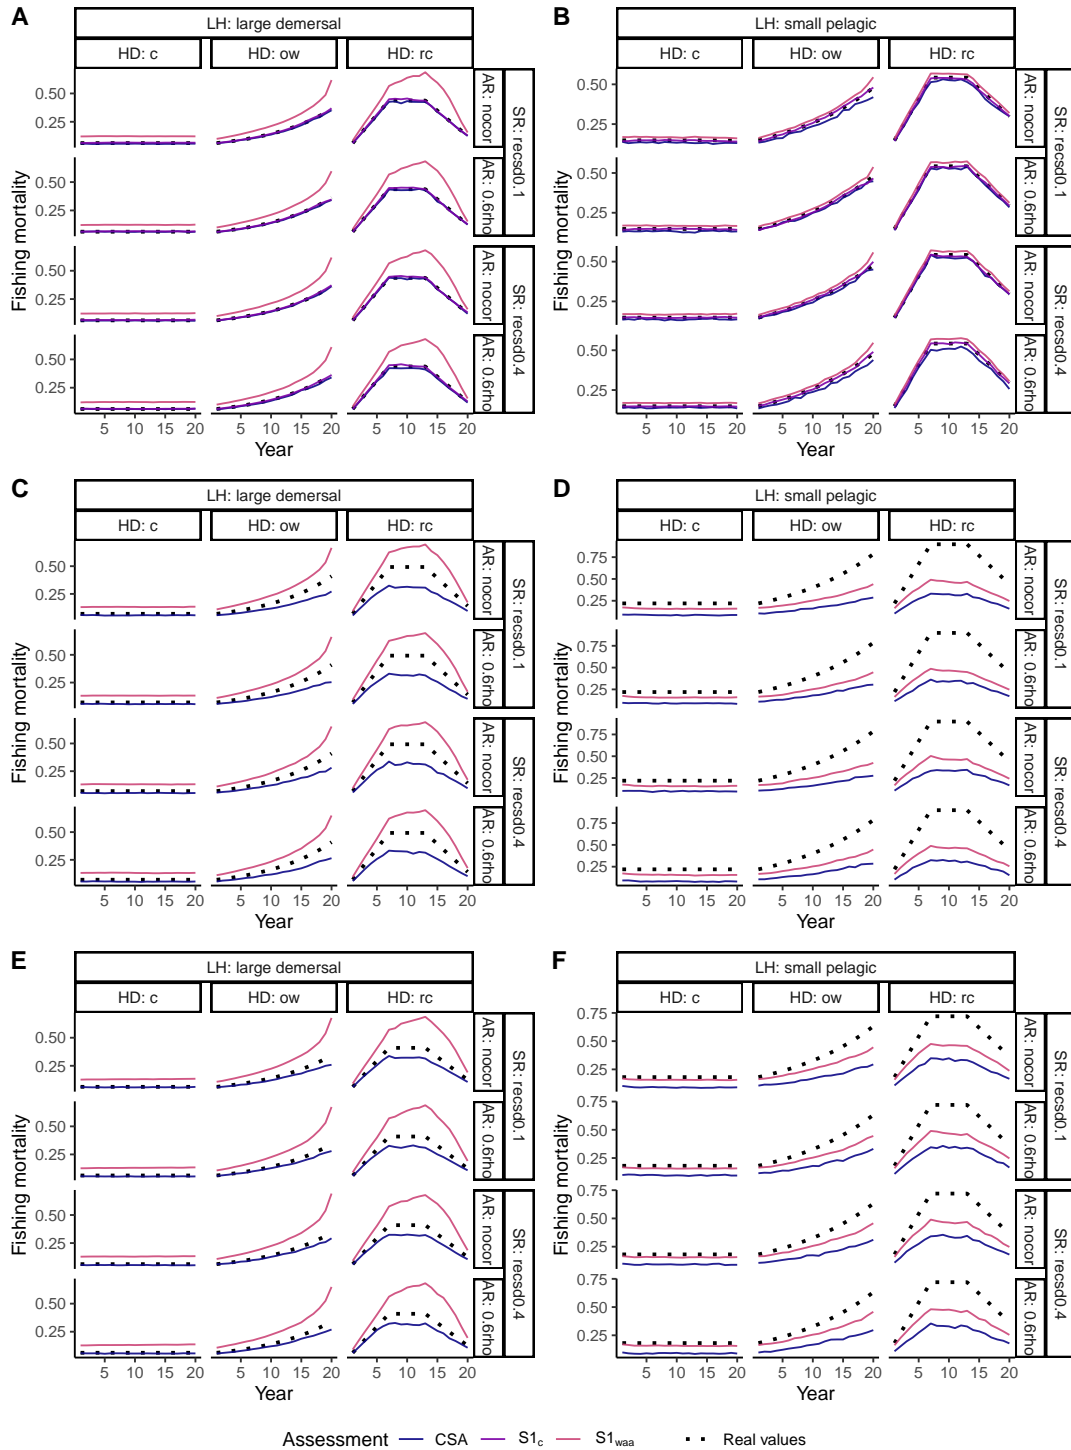 A
LH: large demersal
HD: c
HD: ow
HD: rc
Fishing mortality
0.50
0.25
0.50
0.25
0.50
0.25
0.50
0.25
AR: nocor
AR: 0.6rho
AR: nocor
AR: 0.6rho
SR: recsd0.1
SR: recsd0.4
5 10 15 20 5 10 15 20 5 10 15 20
Year
B
LH: small pelagic
HD: c
HD: ow
HD: rc
Fishing mortality
0.50
0.25
0.50
0.25
0.50
0.25
0.50
0.25
AR: nocor
AR: 0.6rho
AR: nocor
AR: 0.6rho
SR: recsd0.1
SR: recsd0.4
5 10 15 20 5 10 15 20 5 10 15 20
Year
C
LH: large demersal
HD: c
HD: ow
HD: rc
Fishing mortality
0.50
0.25
0.50
0.25
0.50
0.25
0.50
0.25
AR: nocor
AR: 0.6rho
AR: nocor
AR: 0.6rho
SR: recsd0.1
SR: recsd0.4
5 10 15 20 5 10 15 20 5 10 15 20
Year
D
LH: small pelagic
HD: c
HD: ow
HD: rc
Fishing mortality
0.75
0.50
0.25
0.75
0.50
0.25
0.75
0.50
0.25
0.75
0.50
0.25
AR: nocor
AR: 0.6rho
AR: nocor
AR: 0.6rho
SR: recsd0.1
SR: recsd0.4
5 10 15 20 5 10 15 20 5 10 15 20
Year
E
LH: large demersal
HD: c
HD: ow
HD: rc
Fishing mortality
0.50
0.25
0.50
0.25
0.50
0.25
0.50
0.25
AR: nocor
AR: 0.6rho
AR: nocor
AR: 0.6rho
SR: recsd0.1
SR: recsd0.4
5 10 15 20 5 10 15 20 5 10 15 20
Year
F
LH: small pelagic
HD: c
HD: ow
HD: rc
Fishing mortality
0.75
0.50
0.25
0.75
0.50
0.25
0.75
0.50
0.25
0.75
0.50
0.25
AR: nocor
AR: 0.6rho
AR: nocor
AR: 0.6rho
SR: recsd0.1
SR: recsd0.4
5 10 15 20 5 10 15 20 5 10 15 20
Year
Assessment CSA S1c S1waa Real values